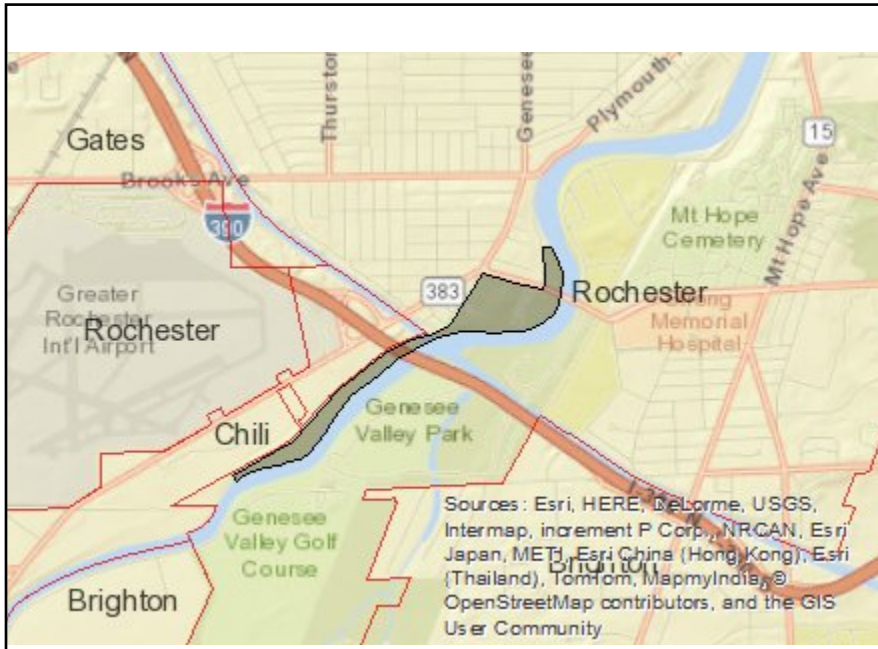 Gates
Thurston
Genesee
Plymouth
15
Brooks Ave
390
Mt Hope
Cemetery
Mt Hope Ave
Greater
Rochester
Int'l Airport
Rochester
383
Rochester
Strong
Memorial
Hospital
Genesee
Valley Park
Chili
Genesee
Valley Golf
Course
Brighton
Brighton
Sources: Esri, HERE, DeLorme, USGS,
Intermap, increment P Corp., NRCAN, Esri
Japan, METI, Esri China (Hong Kong), Esri
(Thailand), TomTom, MapmyIndia, ©
OpenStreetMap contributors, and the GIS
User Community